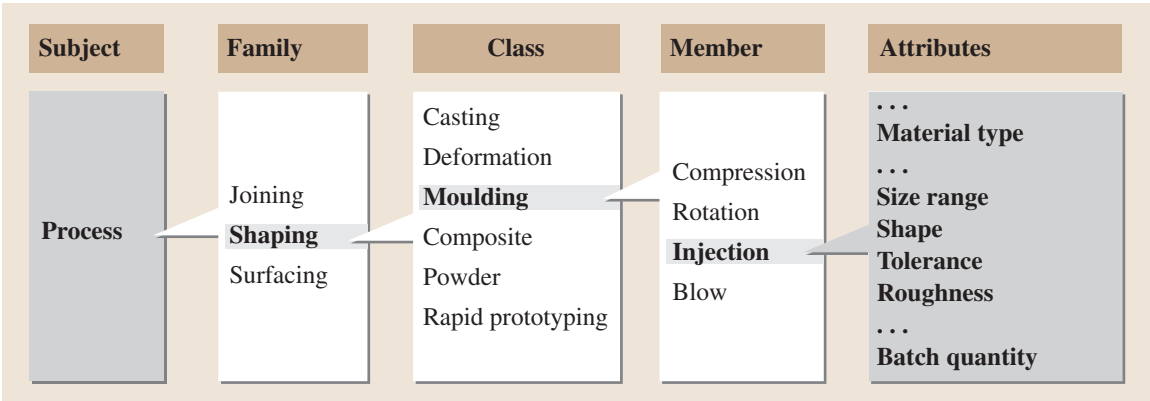 Subject
Process
Family
Joining
Shaping
Surfacing
Class
Casting
Deformation
Moulding
Composite
Powder
Rapid prototyping
Member
Compression
Rotation
Injection
Blow
Attributes
. . .
Material type
. . .
Size range
Shape
Tolerance
Roughness
. . .
Batch quantity